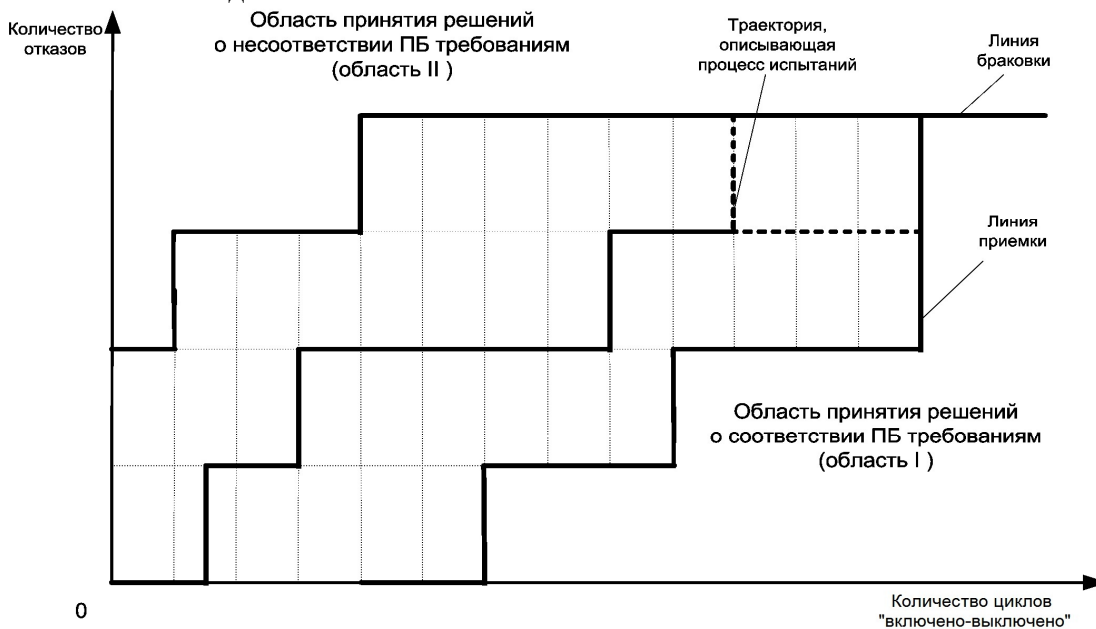 Количество
отказов
Область принятия решений
о несоответствии ПБ требованиям
(область II )
Траектория,
описывающая
процесс испытаний
Линия
браковки
Линия
приемки
Область принятия решений
о соответствии ПБ требованиям
(область I )
0
Количество циклов
"включено-выключено"